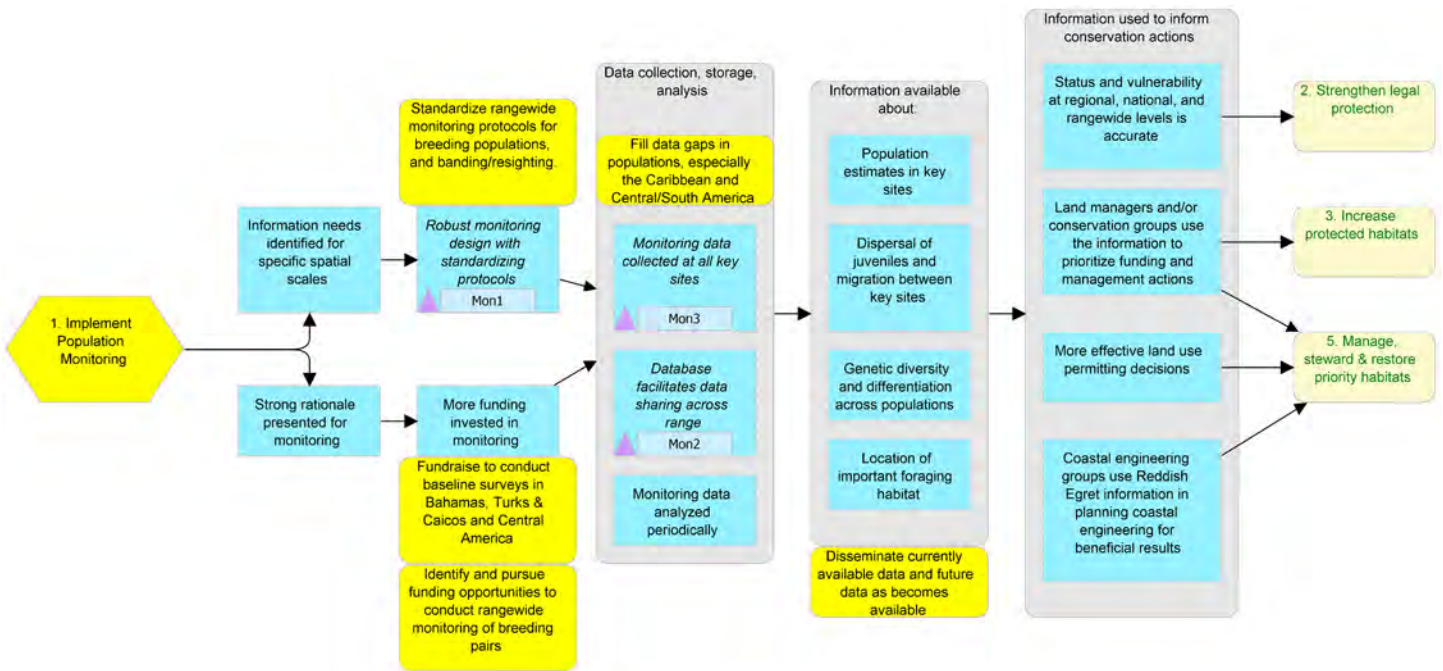 1. Implement
Population
Monitoring
Information needs
identified for
specific spatial
scales
Strong rationale
presented for
monitoring
Standardize rangewide
monitoring protocols for
breeding populations,
and banding/resighting.
Robust monitoring
design with
standardizing
protocols
Mon1
More funding
invested in
monitoring
Fundraise to conduct
baseline surveys in
Bahamas, Turks &
Caicos and Central
America
Identify and pursue
funding opportunities to
conduct rangewide
monitoring of breeding
pairs
Data collection, storage,
analysis
Fill data gaps in
populations, especially
the Caribbean and
Central/South America
Monitoring data
collected at all key
sites
Mon3
Database
facilitates data
sharing across
range
Mon2
Monitoring data
analyzed
periodically
Information available
about:
Population
estimates in key
sites
Dispersal of
juveniles and
migration between
key sites
Genetic diversity
and differentiation
across populations
Location of
important foraging
habitat
Disseminate currently
available data and future
data as becomes
available
Information used to inform
conservation actions
Status and vulnerability
at regional, national, and
rangewide levels is
accurate
Land managers and/or
conservation groups use
the information to
prioritize funding and
management actions
More effective land use
permitting decisions
Coastal engineering
groups use Reddish
Egret information in
planning coastal
engineering for
beneficial results
2. Strengthen legal
protection
3. Increase
protected habitats
5. Manage,
steward & restore
priority habitats